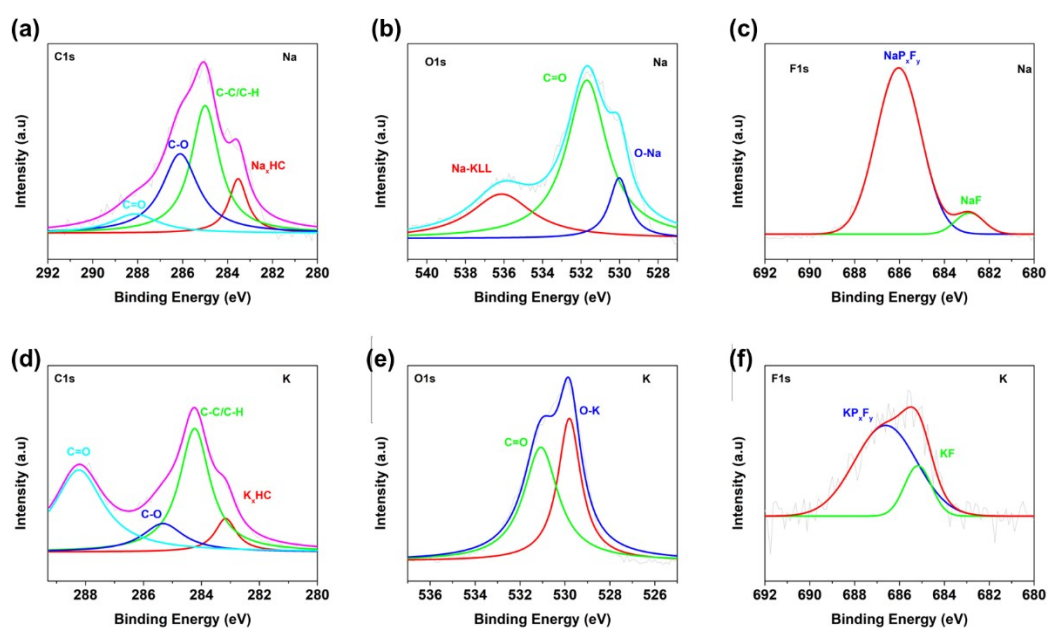 (a)
C1s
Na
C-C/C-H
C-O
NaₓHC
C=O
Intensity (a.u)
292 290 288 286 284 282 280
Binding Energy (eV)
(b)
O1s
Na
C=O
O-Na
Na-KLL
Intensity (a.u)
540 538 536 534 532 530 528
Binding Energy (eV)
(c)
NaPₓFᵧ
F1s
Na
NaF
Intensity (a.u)
692 690 688 686 684 682 680
Binding Energy (eV)
(d)
C1s
K
C-C/C-H
C=O
C-O
KₓHC
Intensity (a.u)
288 286 284 282 280
Binding Energy (eV)
(e)
O1s
K
O-K
C=O
Intensity (a.u)
536 534 532 530 528 526
Binding Energy (eV)
(f)
F1s
K
KPₓFᵧ
KF
Intensity (a.u)
692 690 688 686 684 682 680
Binding Energy (eV)